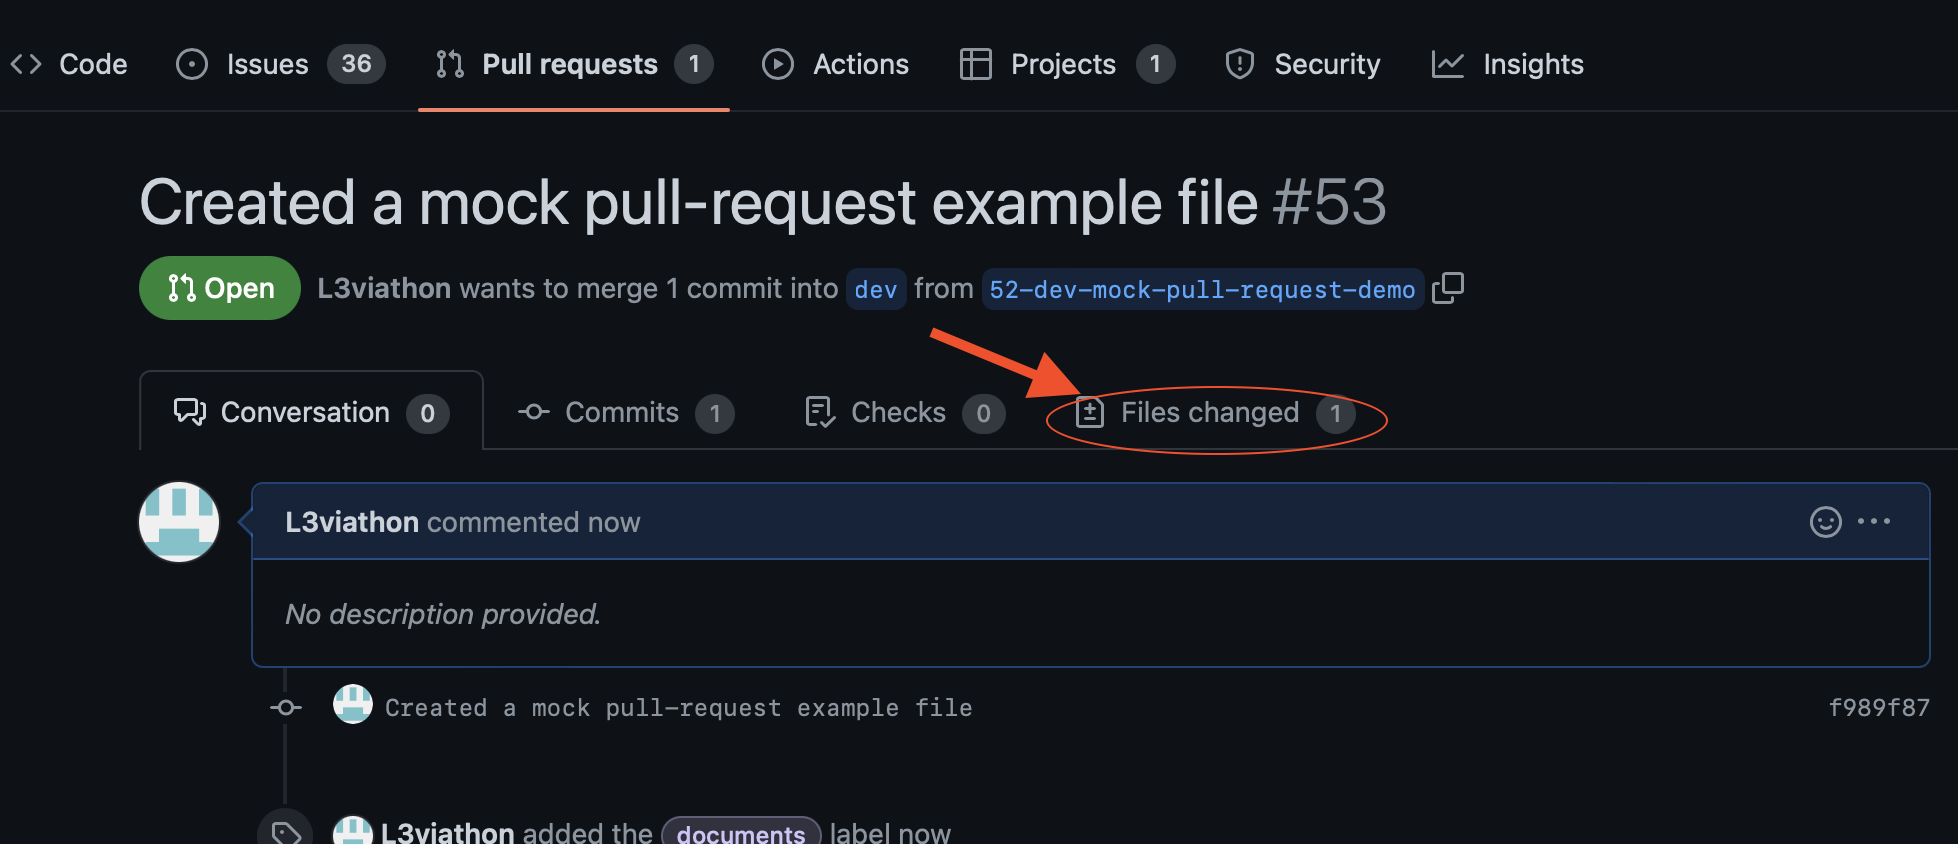 Code Issues 36 Pull requests 1 Actions Projects 1 Security Insights
Created a mock pull-request example file #53
Open L3viathon wants to merge 1 commit into dev from 52-dev-mock-pull-request-demo
Conversation 0 Commits 1 Checks 0 Files changed 1
L3viathon commented now
No description provided.
Created a mock pull-request example file f989f87
L3viathon added the documents label now